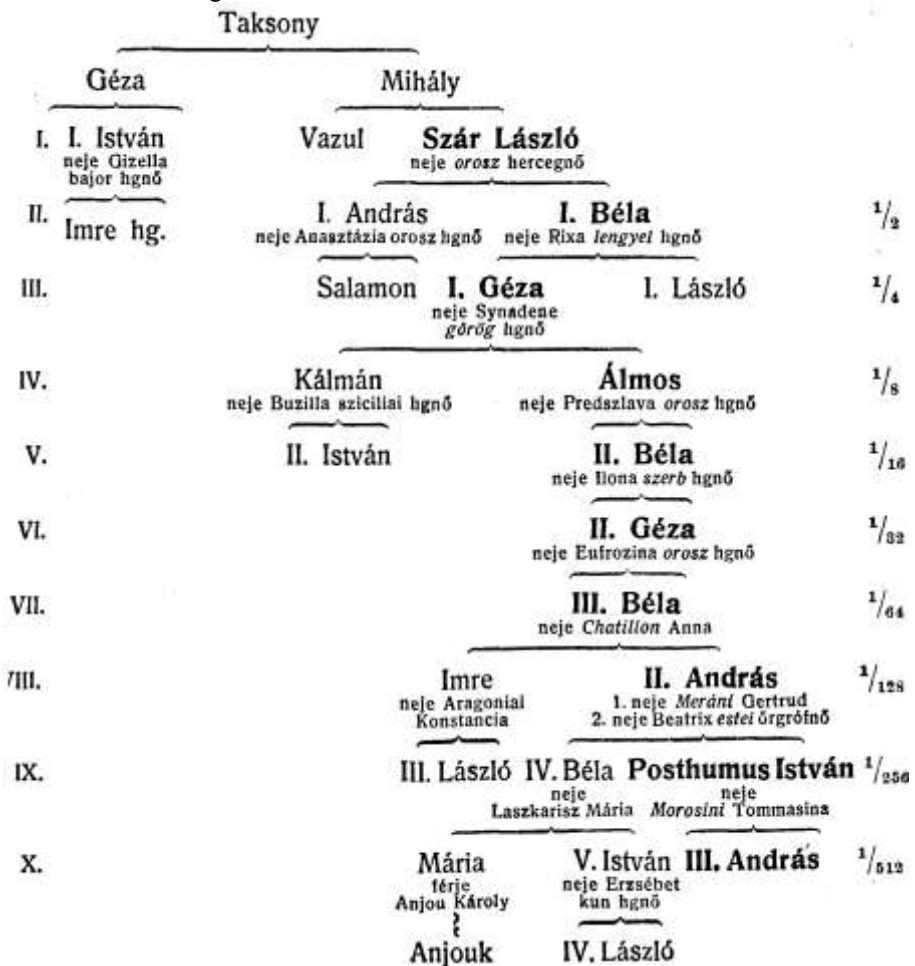 Taksony
Géza Mihály
I. I. István Vazul Szár László
neje Gizella neje orosz hercegnő
bajor hgnő
II. Imre hg. I. András I. Béla 1/2
neje Anasztázia orosz hgnő neje Rixa lengyel hgnő
III. Salamon I. Géza I. László 1/4
neje Synadene
görög hgnő
IV. Kálmán Álmos 1/8
neje Buzilla sziciliai hgnő neje Predszlava orosz hgnő
V. II. István II. Béla 1/16
neje Ilona szerb hgnő
VI. II. Géza 1/32
neje Eufrozina orosz hgnő
VII. III. Béla 1/64
neje Chatillon Anna
VIII. Imre II. András 1/128
neje Aragoniai 1. neje Meráni Gertrud
Konstancia 2. neje Beatrix estei őrgrófnő
IX. III. László IV. Béla Posthumus István 1/256
neje neje
Laszkarisz Mária Morosini Tommasina
X. Mária V. István III. András 1/512
férje neje Erzsébet
Anjou Károly kun hgnő
Anjouk IV. László